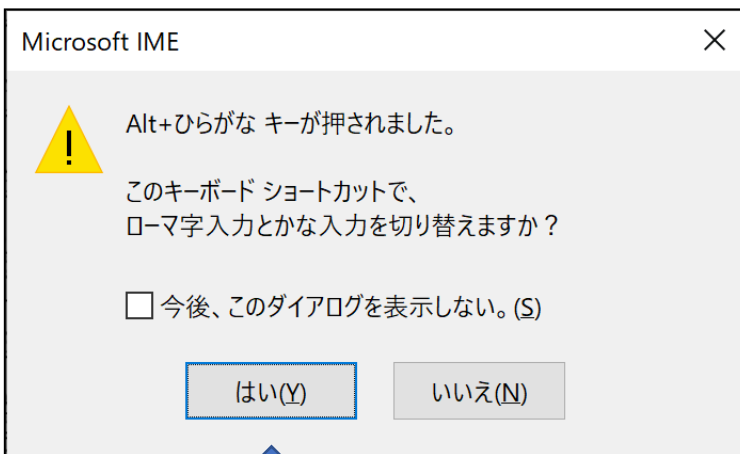 Microsoft IME
Alt+ひらがな キーが押されました。
このキーボード ショートカットで、
ローマ字入力とかな入力を切り替えますか？
今後、このダイアログを表示しない。(S)
はい(Y) いいえ(N)